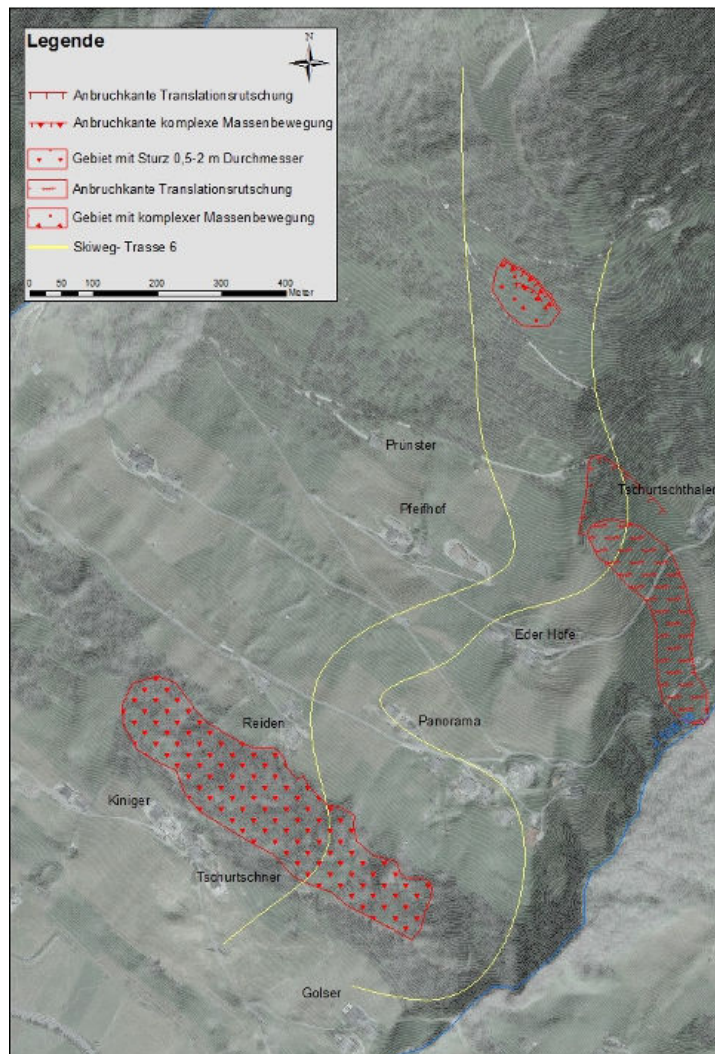 Legende
N
Anbruchkante Translationsrutschung
Anbruchkante komplexe Massenbewegung
Gebiet mit Sturz 0,5-2 m Durchmesser
Anbruchkante Translationsrutschung
Gebiet mit komplexer Massenbewegung
Skiweg- Trasse 6
0 50 100 200 300 400
Meter
Prünster
Tschurtschthaler
Pfeifhof
Eder Höfe
Reiden
Panorama
Kiniger
Tschurtschner
Golser